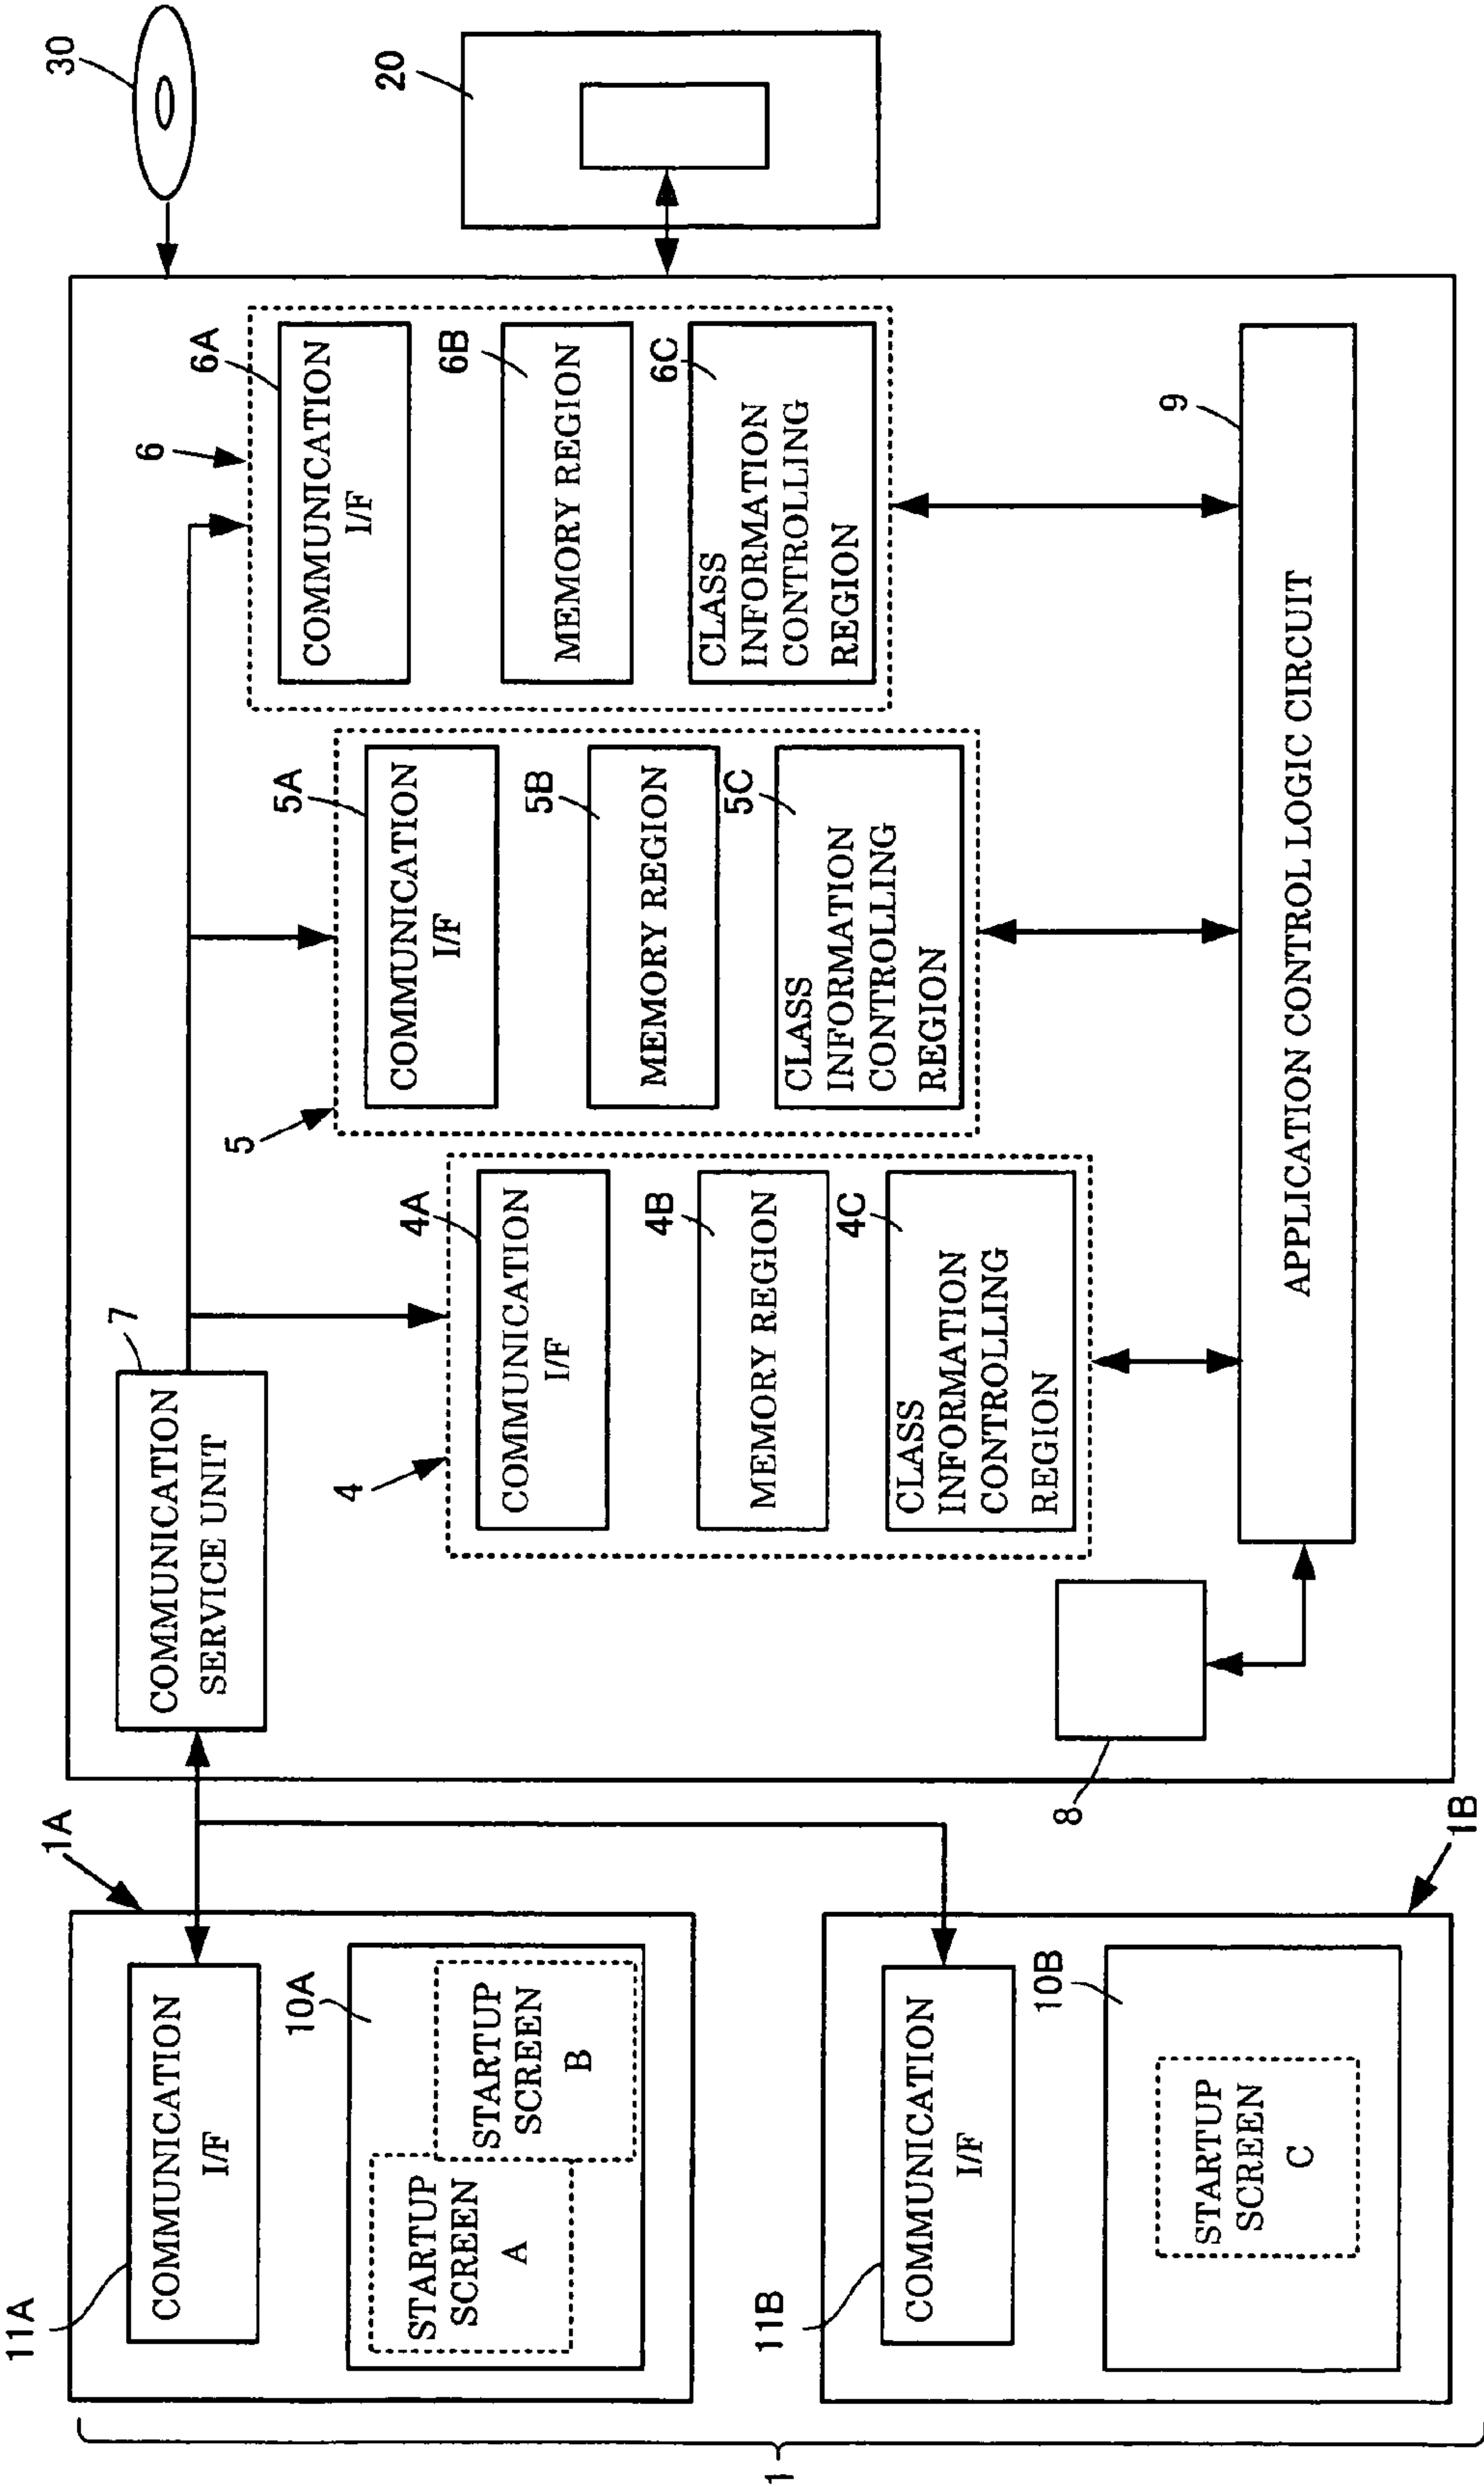 1
1A
11A
COMMUNICATION
I/F
10A
STARTUP
SCREEN
A
STARTUP
SCREEN
B
1B
11B
COMMUNICATION
I/F
10B
STARTUP
SCREEN
C
7
COMMUNICATION
SERVICE UNIT
4
4A
COMMUNICATION
I/F
4B
MEMORY REGION
4C
CLASS
INFORMATION
CONTROLLING
REGION
5
5A
COMMUNICATION
I/F
5B
MEMORY REGION
5C
CLASS
INFORMATION
CONTROLLING
REGION
6
6A
COMMUNICATION
I/F
6B
MEMORY REGION
6C
CLASS
INFORMATION
CONTROLLING
REGION
8
9
APPLICATION CONTROL LOGIC CIRCUIT
30
20